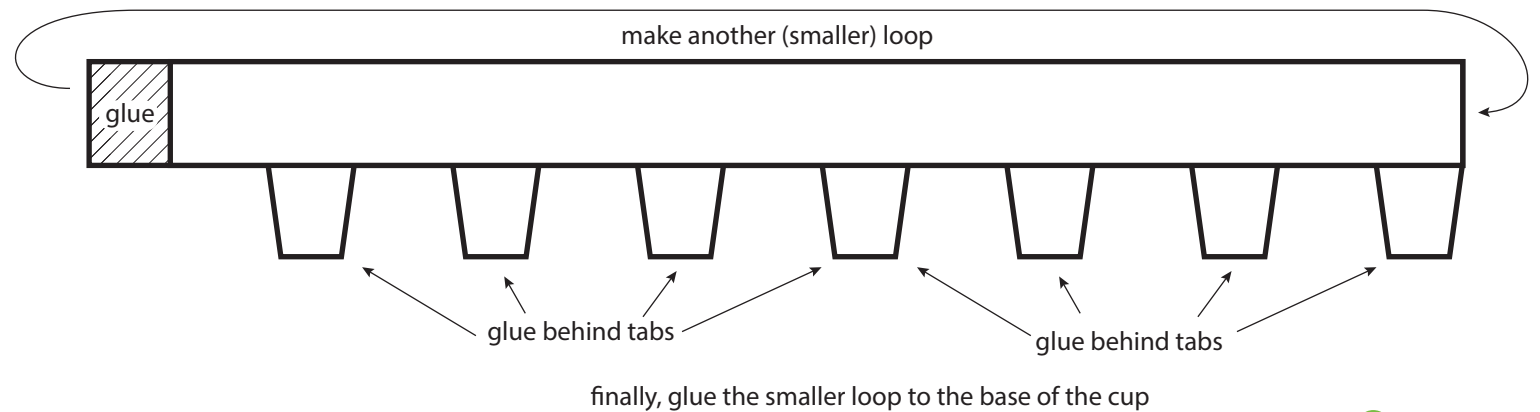 make another (smaller) loop
glue
glue behind tabs
glue behind tabs
finally, glue the smaller loop to the base of the cup